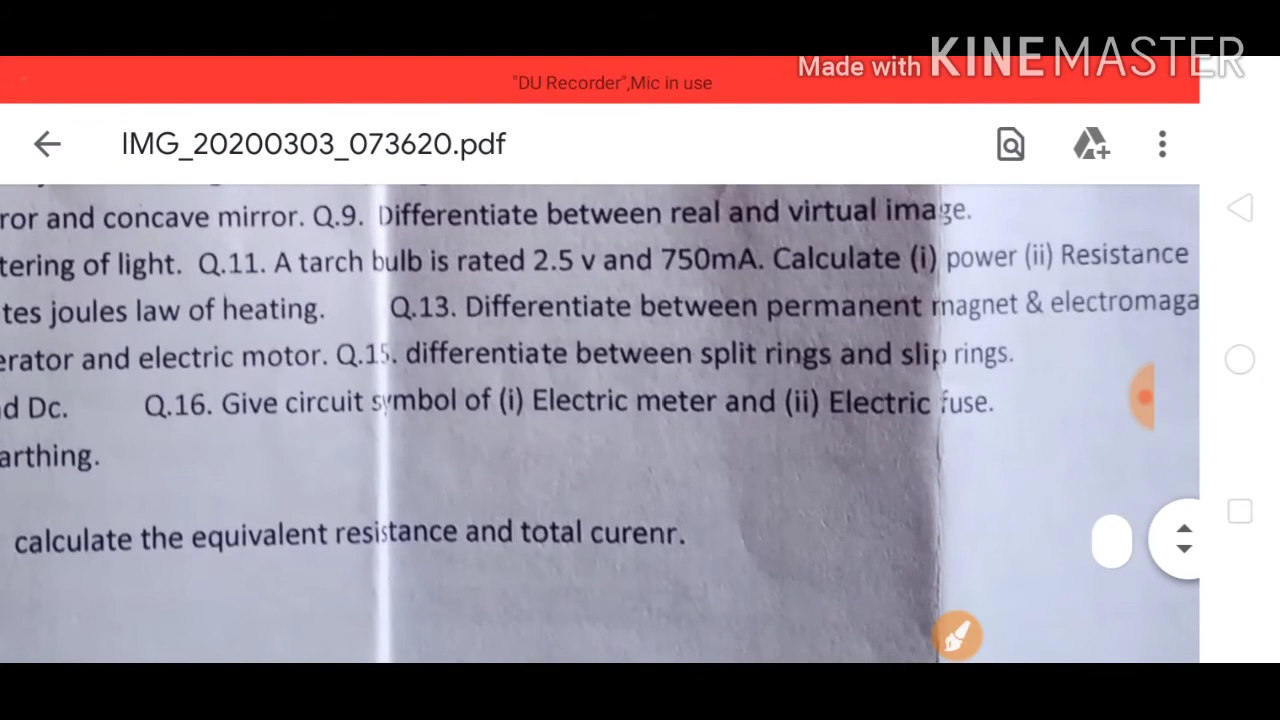 Made with KINEMASTER
"DU Recorder",Mic in use
IMG_20200303_073620.pdf
ror and concave mirror. Q.9. Differentiate between real and virtual image.
tering of light. Q.11. A tarch bulb is rated 2.5 v and 750mA. Calculate (i) power (ii) Resistance
tes joules law of heating. Q.13. Differentiate between permanent magnet & electromaga
erator and electric motor. Q.15. differentiate between split rings and slip rings.
d Dc. Q.16. Give circuit symbol of (i) Electric meter and (ii) Electric fuse.
arthing.
calculate the equivalent resistance and total curenr.